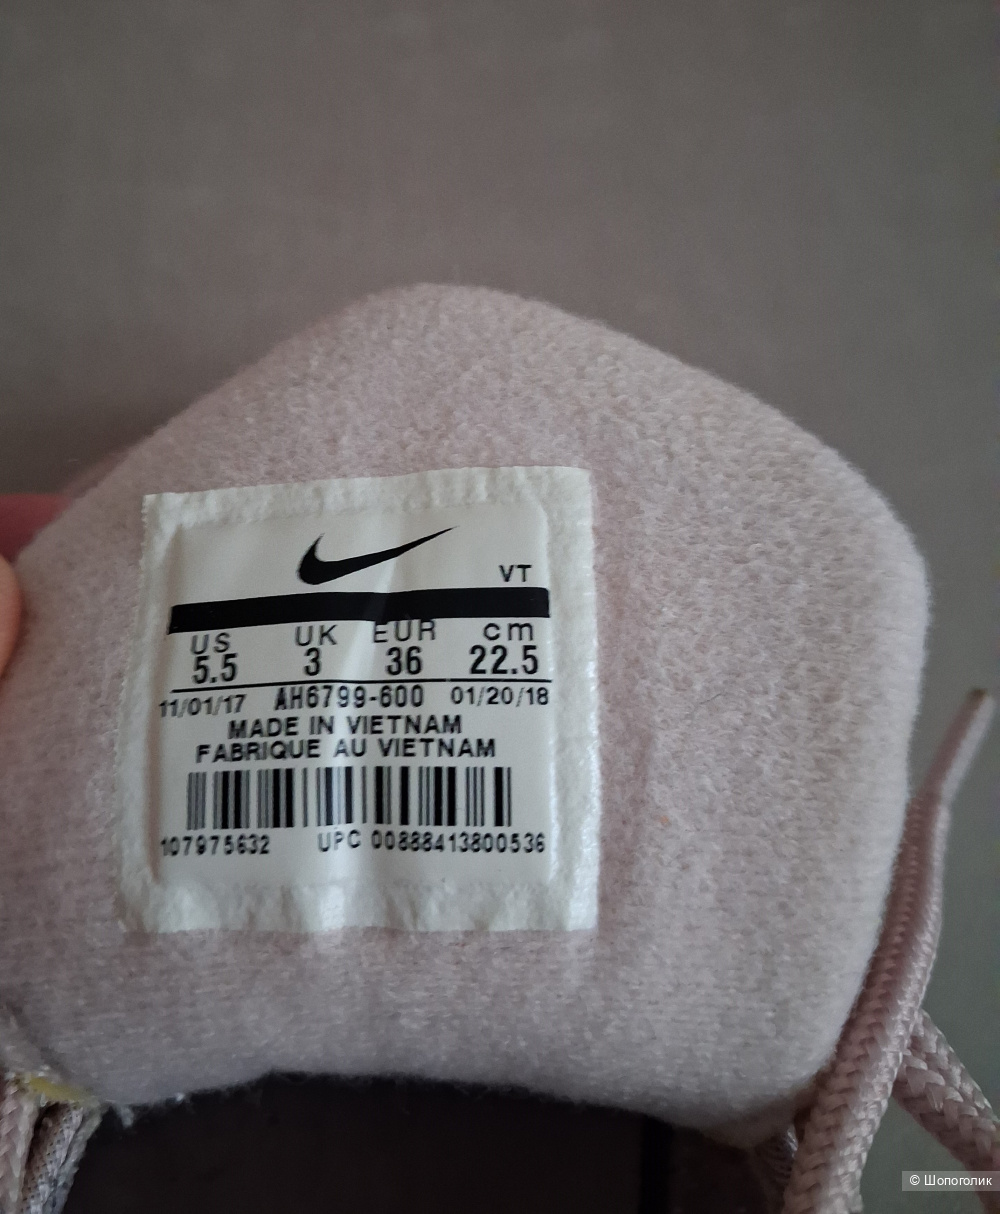 VT
US UK EUR cm
5.5 3 36 22.5
11/01/17 AH6799-600 01/20/18
MADE IN VIETNAM
FABRIQUE AU VIETNAM
107975632 UPC 00888413800536
© Шопоголик